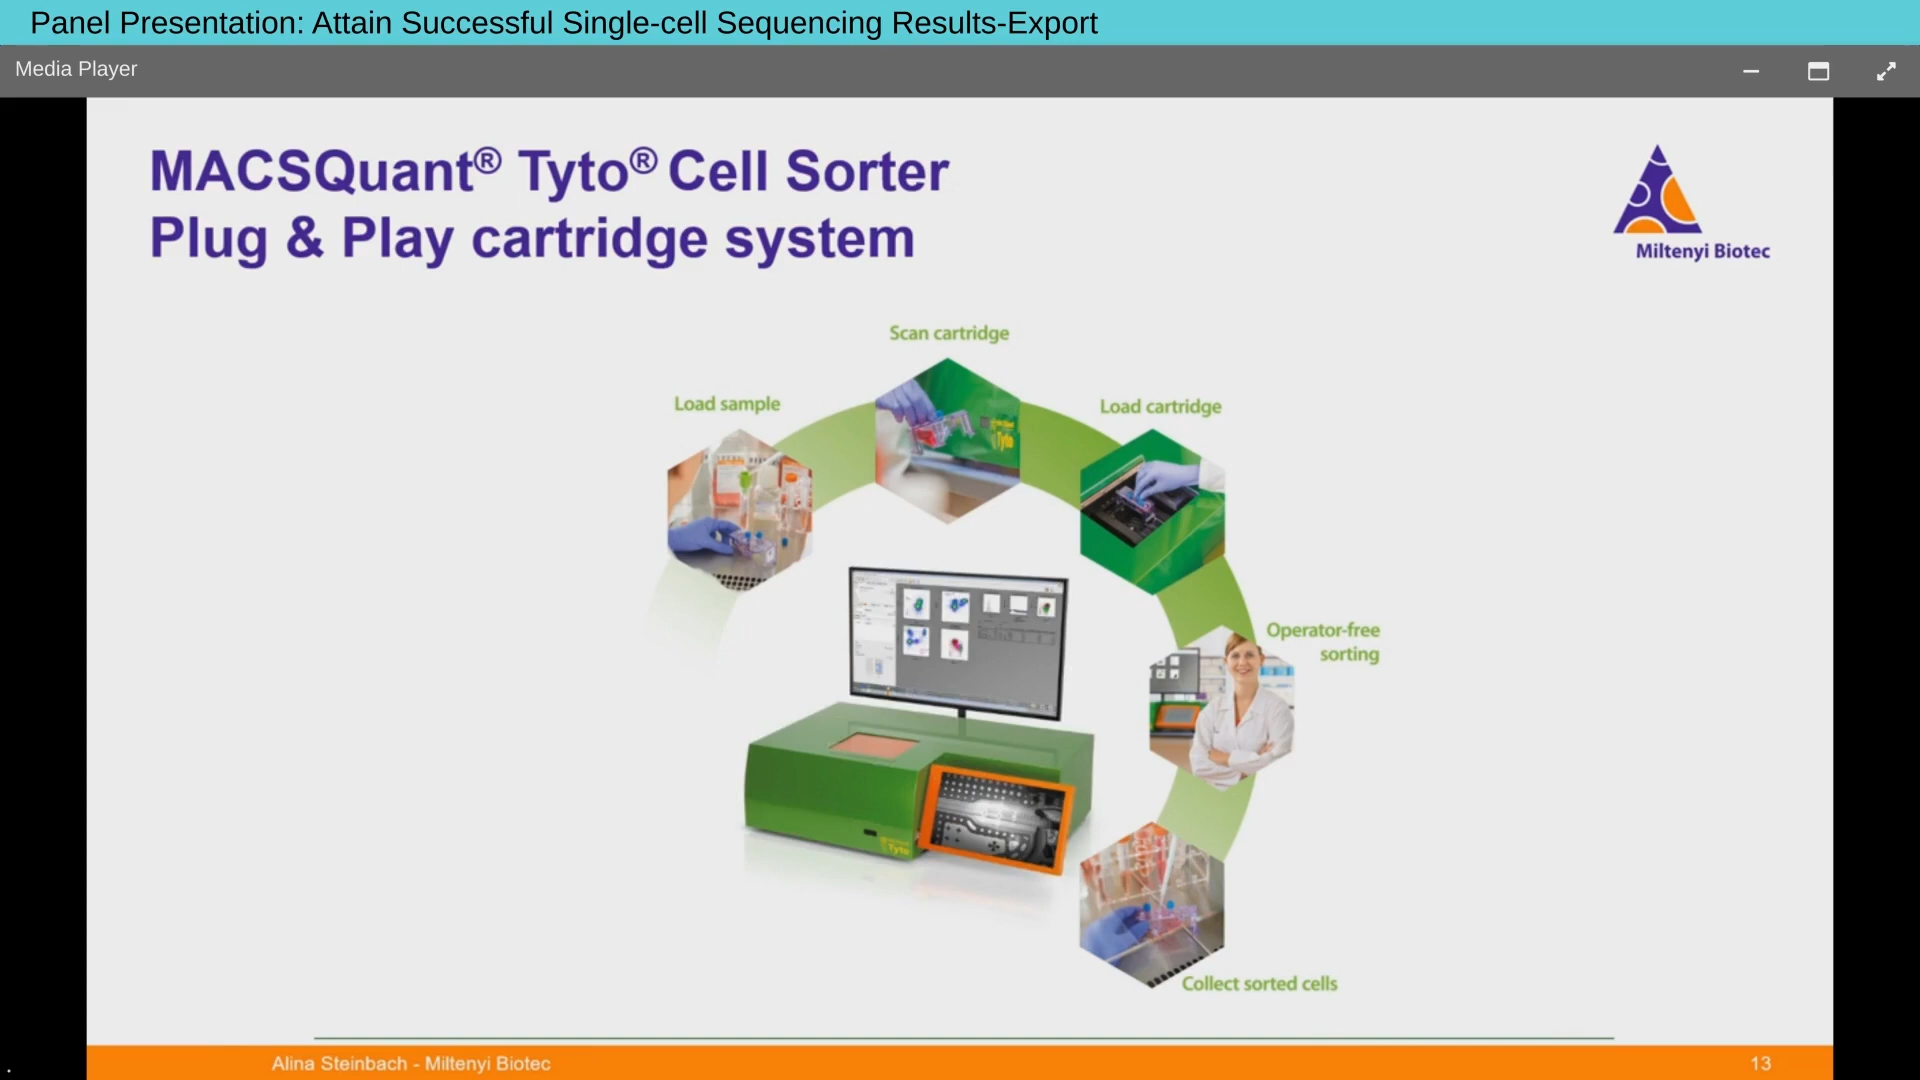 Panel Presentation: Attain Successful Single-cell Sequencing Results-Export
Media Player
MACSQuant® Tyto® Cell Sorter
Plug & Play cartridge system
Miltenyi Biotec
Scan cartridge
Load sample
Load cartridge
Tyto
Operator-free
sorting
Tyto
Collect sorted cells
Alina Steinbach - Miltenyi Biotec
13